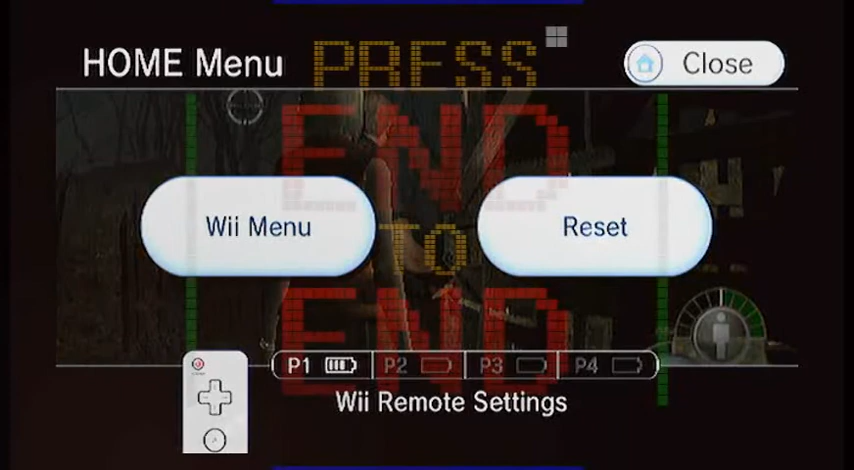 HOME Menu
PRESS
Close
END
Wii Menu
TO
Reset
END
P1 P2 P3 P4
Wii Remote Settings